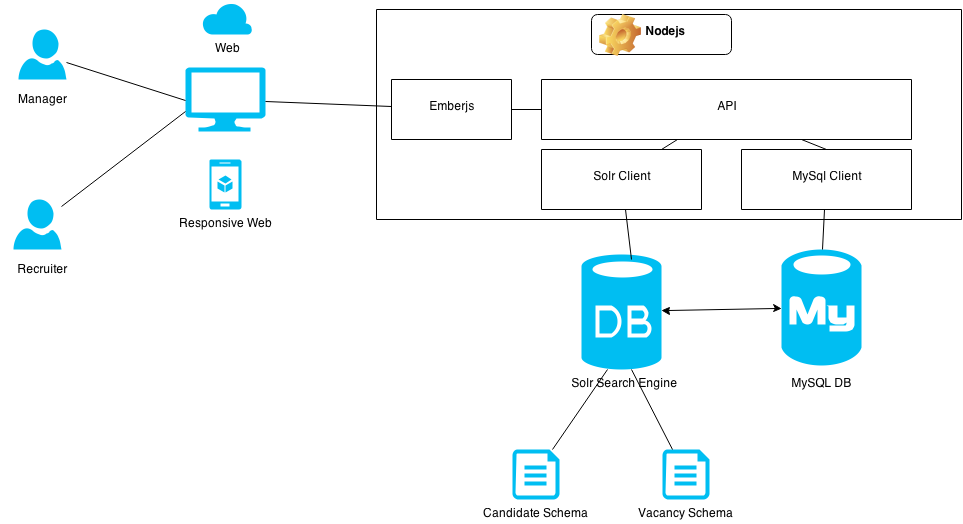 Web
Nodejs
Manager
Emberjs
API
Solr Client
MySql Client
Responsive Web
Recruiter
DB
My
Solr Search Engine
MySQL DB
Candidate Schema
Vacancy Schema